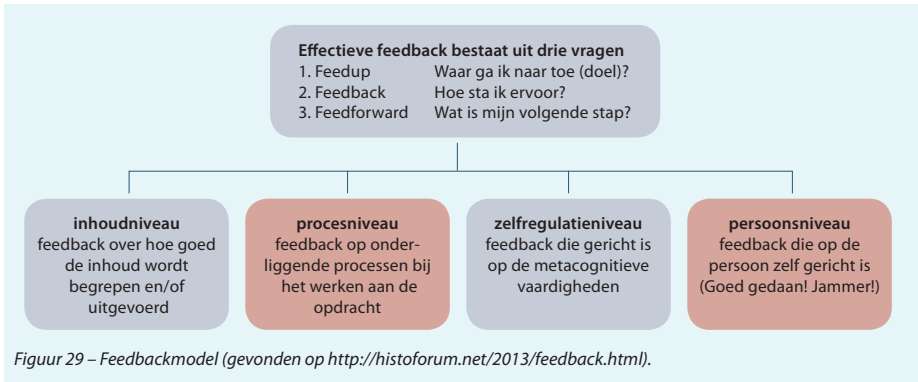 Effectieve feedback bestaat uit drie vragen
1. Feedup Waar ga ik naar toe (doel)?
2. Feedback Hoe sta ik ervoor?
3. Feedforward Wat is mijn volgende stap?
inhoudniveau
feedback over hoe goed
de inhoud wordt
begrepen en/of
uitgevoerd
procesniveau
feedback op onder-
liggende processen bij
het werken aan de
opdracht
zelfregulatieniveau
feedback die gericht is
op de metacognitieve
vaardigheden
persoonsniveau
feedback die op de
persoon zelf gericht is
(Goed gedaan! Jammer!)
Figuur 29 – Feedbackmodel (gevonden op http://histoforum.net/2013/feedback.html).